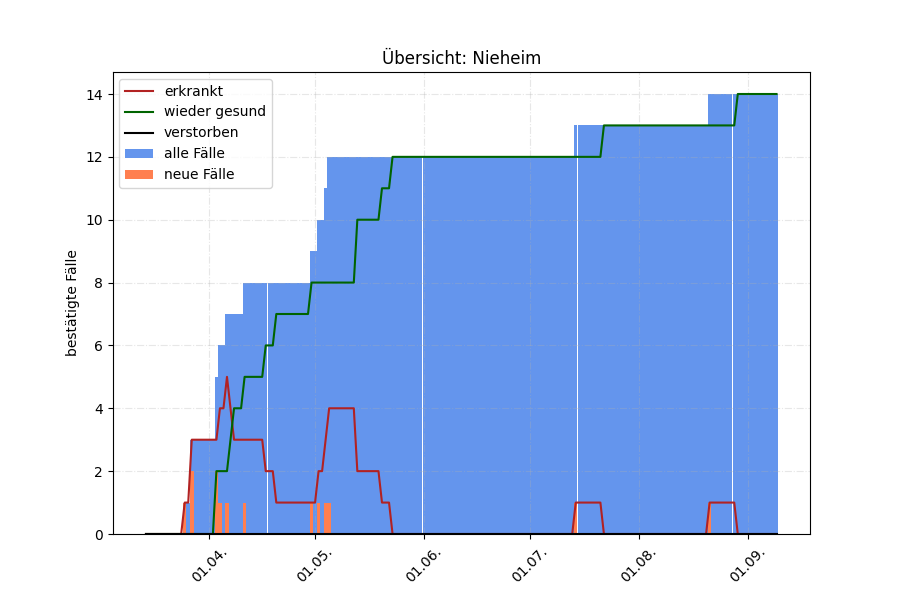 Übersicht: Nieheim
erkrankt
wieder gesund
verstorben
alle Fälle
neue Fälle
bestätigte Fälle
14
12
10
8
6
4
2
0
01.04.
01.05.
01.06.
01.07.
01.08.
01.09.